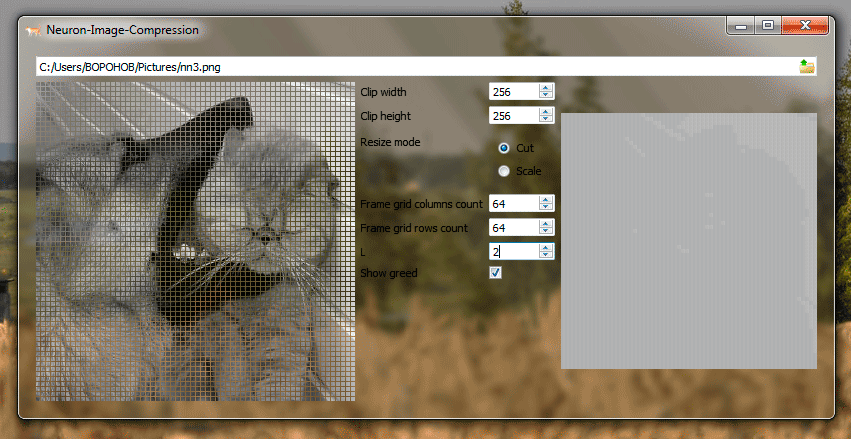 Neuron-Image-Compression
C:/Users/BOPOHOB/Pictures/nn3.png
Clip width 256
Clip height 256
Resize mode Cut
Scale
Frame grid columns count 64
Frame grid rows count 64
L 2
Show greed